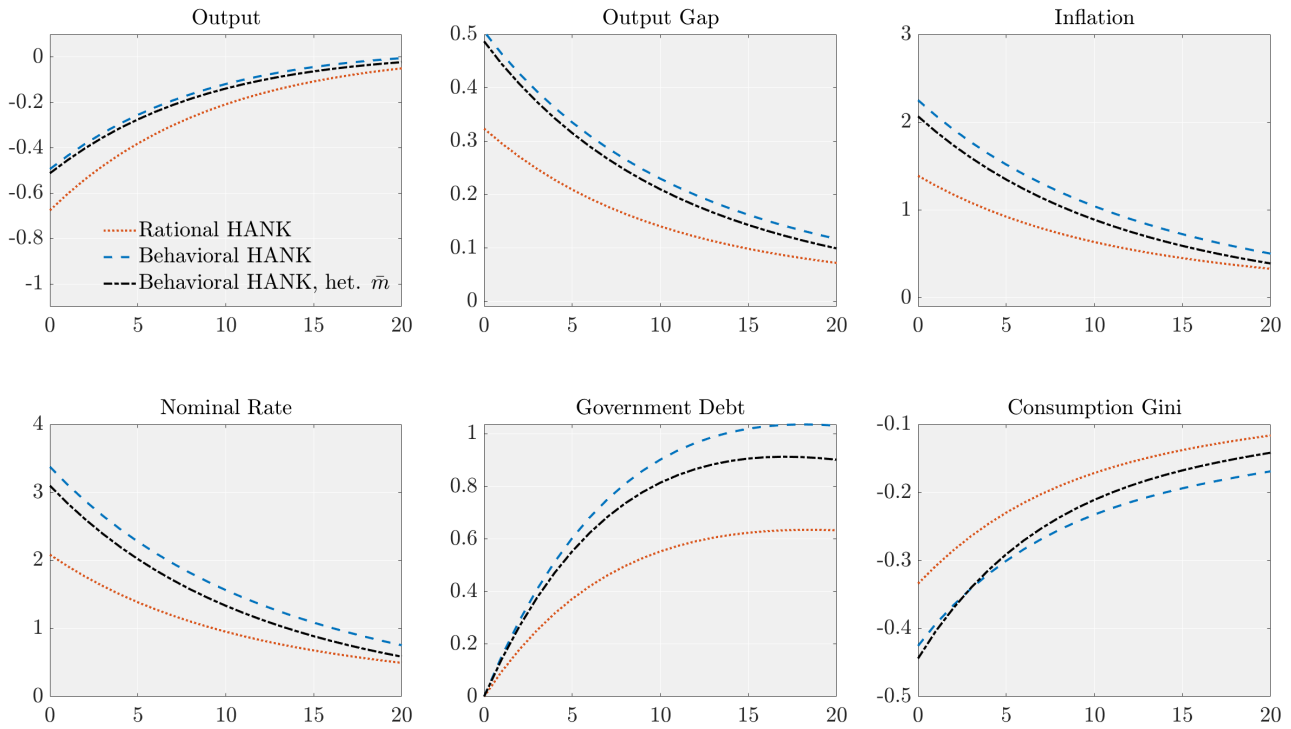 Output
0
-0.2
-0.4
-0.6
-0.8
-1
Rational HANK
Behavioral HANK
Behavioral HANK, het. m̄
0 5 10 15 20
Output Gap
0.5
0.4
0.3
0.2
0.1
0
0 5 10 15 20
Inflation
3
2
1
0
0 5 10 15 20
Nominal Rate
4
3
2
1
0
0 5 10 15 20
Government Debt
1
0.8
0.6
0.4
0.2
0
0 5 10 15 20
Consumption Gini
-0.1
-0.2
-0.3
-0.4
-0.5
0 5 10 15 20